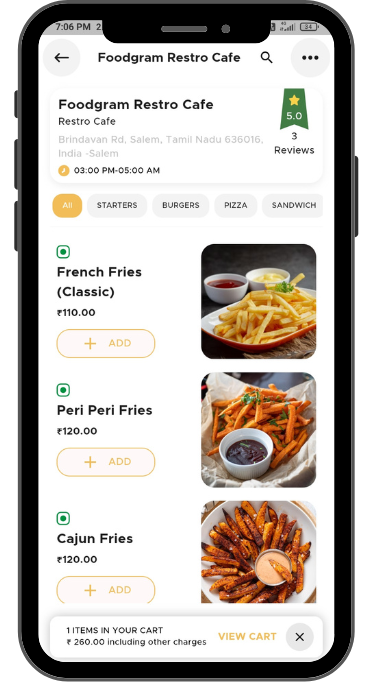 7:06 PM
4G
34
Foodgram Restro Cafe
•••
Foodgram Restro Cafe
Restro Cafe
Brindavan Rd, Salem, Tamil Nadu 636016,
India -Salem
03:00 PM-05:00 AM
5.0
3
Reviews
All STARTERS BURGERS PIZZA SANDWICH
French Fries
(Classic)
₹110.00
+ ADD
Peri Peri Fries
₹120.00
+ ADD
Cajun Fries
₹120.00
+ ADD
1 ITEMS IN YOUR CART
₹ 260.00 including other charges
VIEW CART